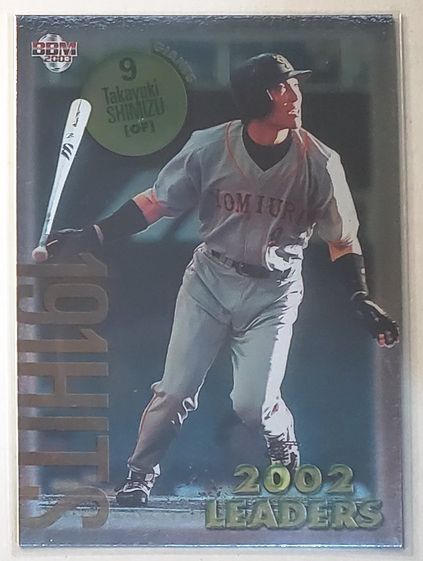 BBM
2003
GIANTS
9
Takayuki
SHIMIZU
[OF]
YOMIURI
191HITS
2002
LEADERS